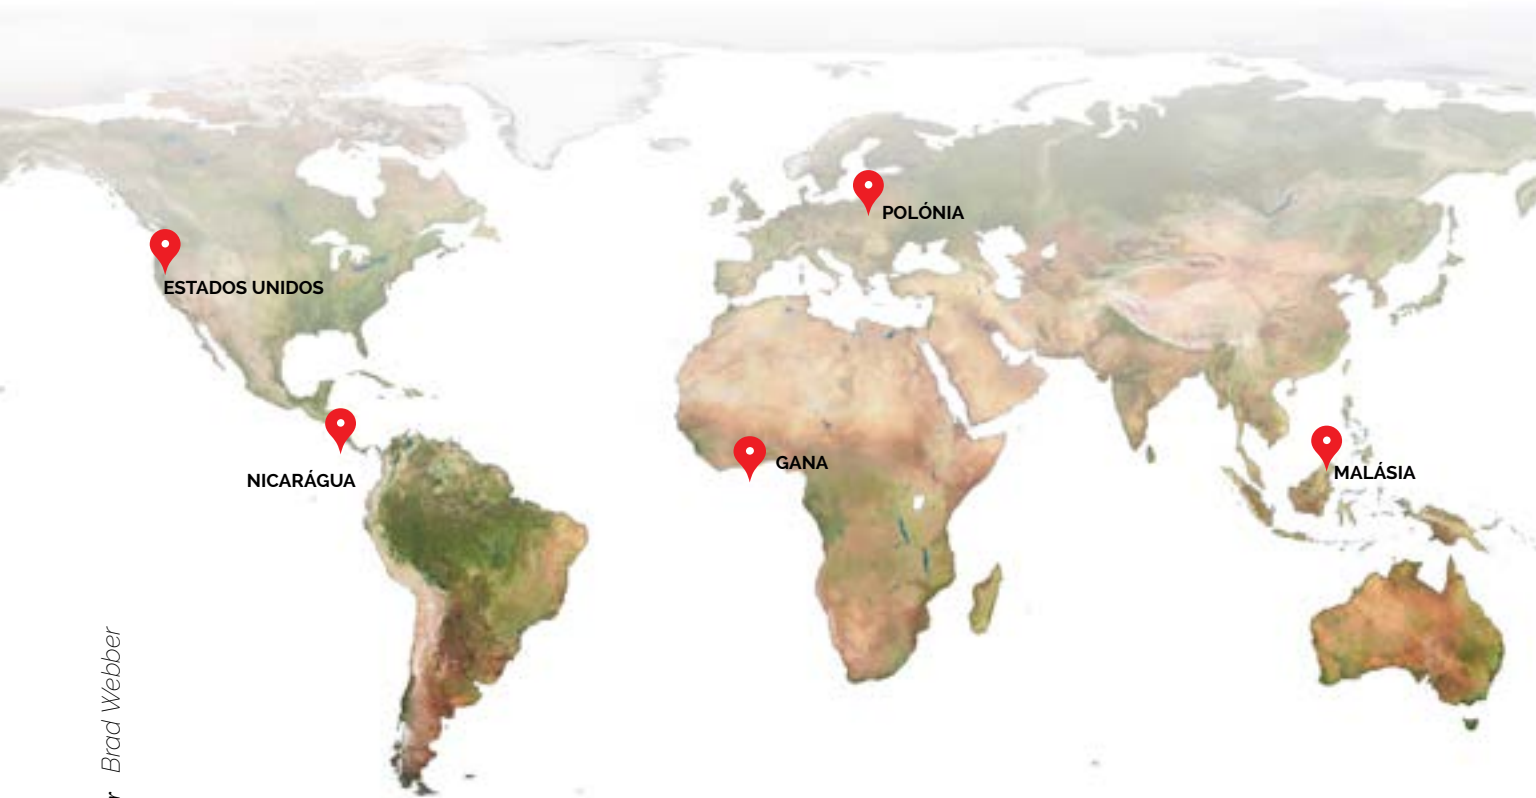 POLÓNIA
ESTADOS UNIDOS
NICARÁGUA
GANA
MALÁSIA
Brad Webber